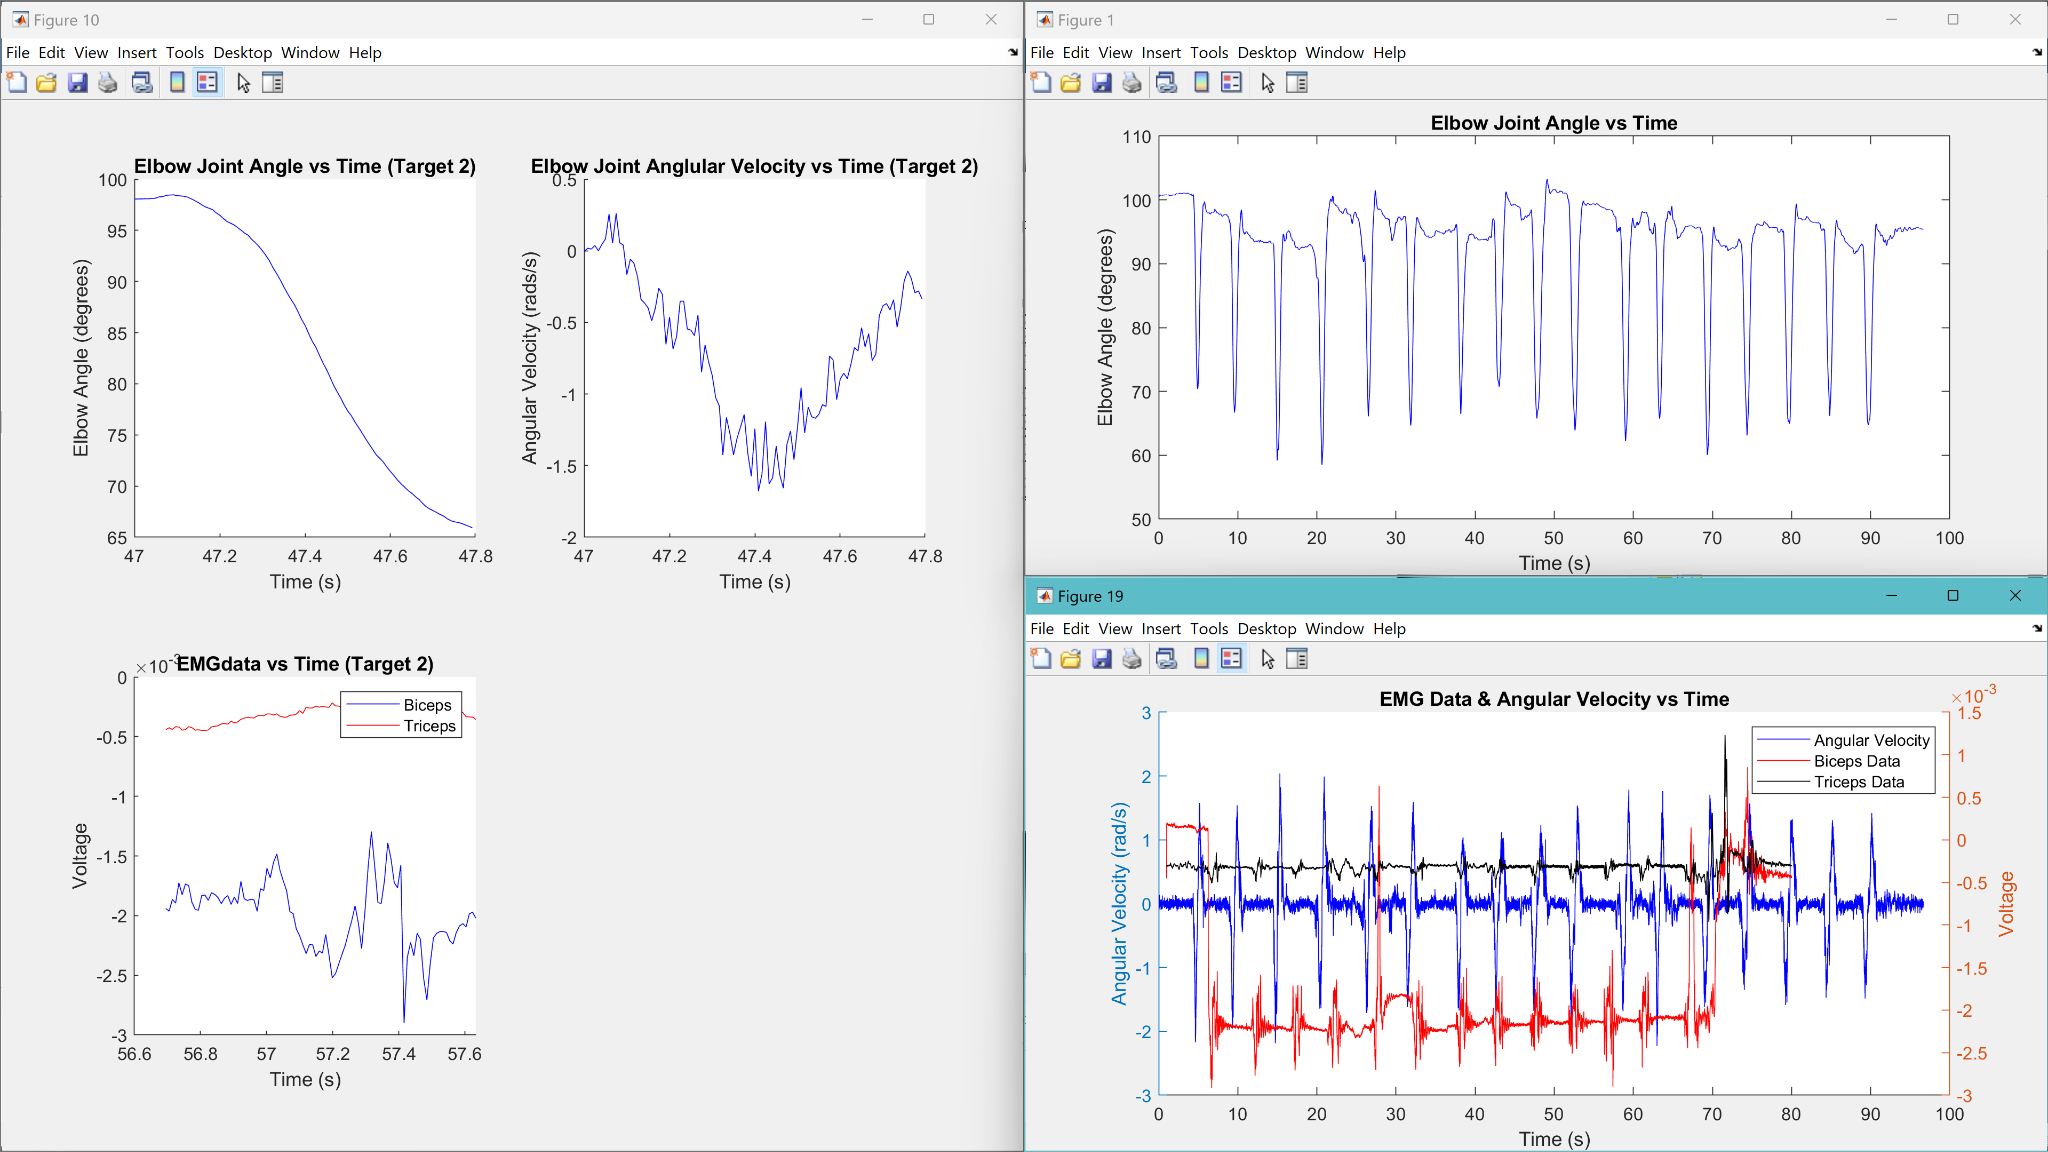 Figure 10
File Edit View Insert Tools Desktop Window Help
Elbow Joint Angle vs Time (Target 2)
100
95
90
85
80
75
70
65
Elbow Angle (degrees)
47 47.2 47.4 47.6 47.8
Time (s)
Elbow Joint Anglular Velocity vs Time (Target 2)
0.5
0
-0.5
-1
-1.5
-2
Angular Velocity (rads/s)
47 47.2 47.4 47.6 47.8
Time (s)
×10-3
EMGdata vs Time (Target 2)
0
-0.5
-1
-1.5
-2
-2.5
-3
Voltage
Biceps
Triceps
56.6 56.8 57 57.2 57.4 57.6
Time (s)
Figure 1
File Edit View Insert Tools Desktop Window Help
Elbow Joint Angle vs Time
110
100
90
80
70
60
50
Elbow Angle (degrees)
0 10 20 30 40 50 60 70 80 90 100
Time (s)
Figure 19
File Edit View Insert Tools Desktop Window Help
EMG Data & Angular Velocity vs Time
×10-3
3
2
1
0
-1
-2
-3
Angular Velocity (rad/s)
Angular Velocity
Biceps Data
Triceps Data
1.5
1
0.5
0
-0.5
-1
-1.5
-2
-2.5
-3
Voltage
0 10 20 30 40 50 60 70 80 90 100
Time (s)